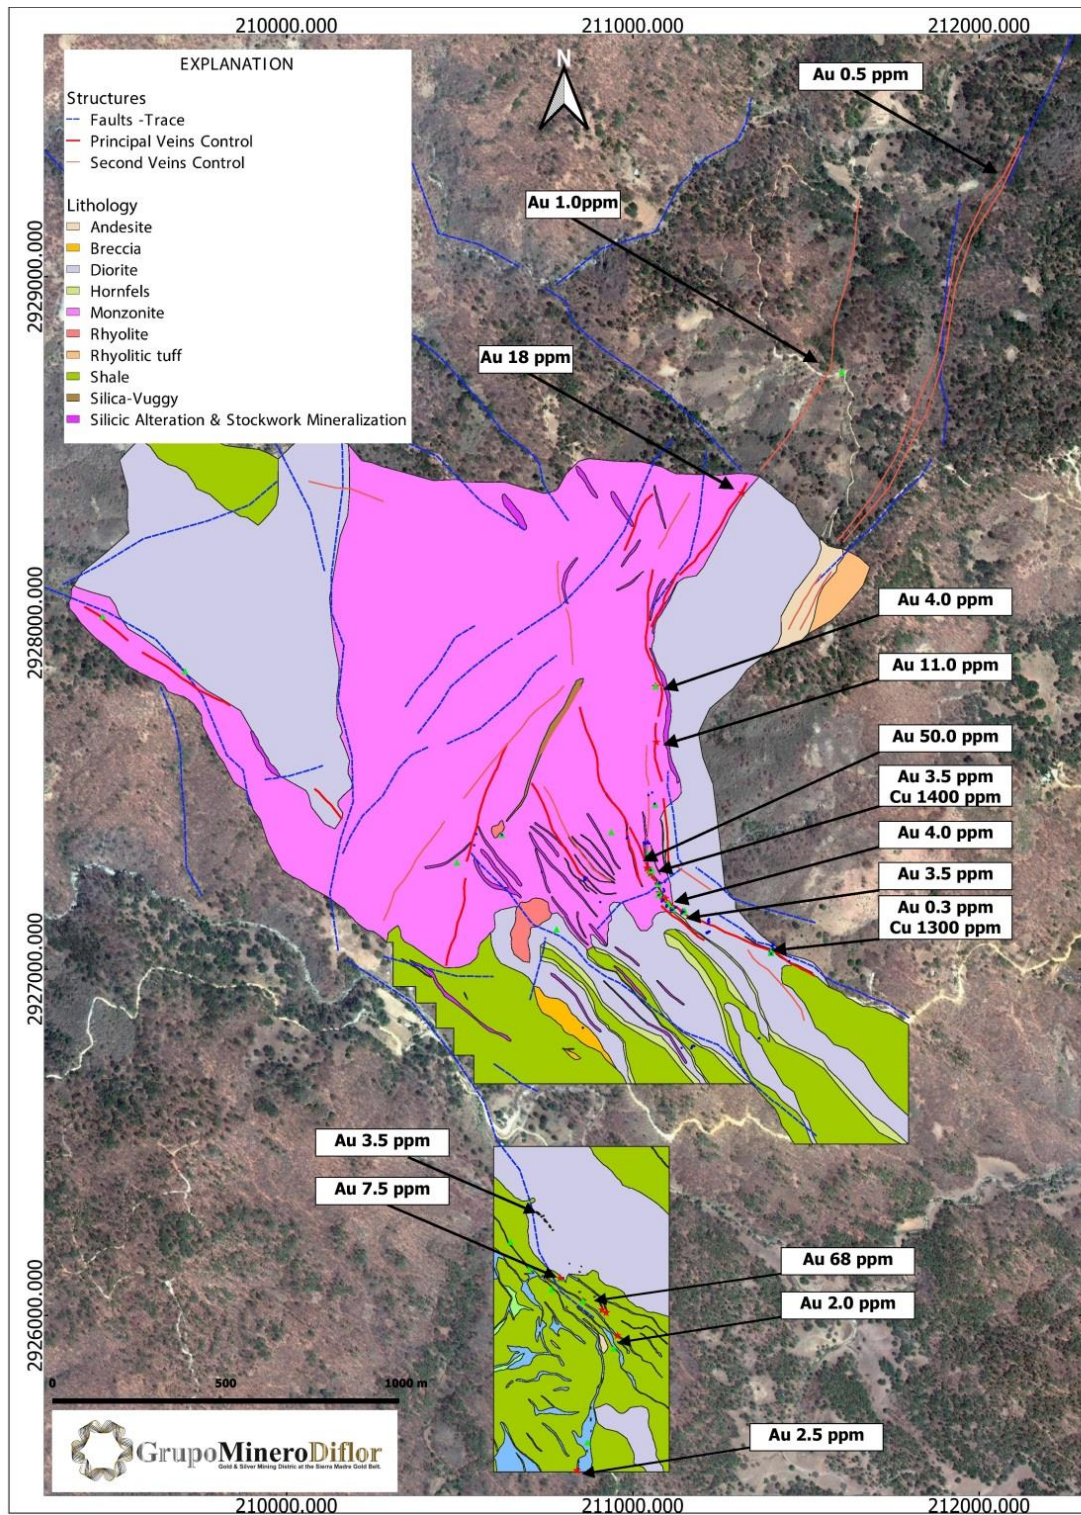 210000.000
211000.000
212000.000
EXPLANATION
Structures
Faults -Trace
Principal Veins Control
Second Veins Control
Lithology
Andesite
Breccia
Diorite
Hornfels
Monzonite
Rhyolite
Rhyolitic tuff
Shale
Silica-Vuggy
Silicic Alteration & Stockwork Mineralization
N
Au 0.5 ppm
Au 1.0ppm
Au 18 ppm
Au 4.0 ppm
Au 11.0 ppm
Au 50.0 ppm
Au 3.5 ppm
Cu 1400 ppm
Au 4.0 ppm
Au 3.5 ppm
Au 0.3 ppm
Cu 1300 ppm
Au 3.5 ppm
Au 7.5 ppm
Au 68 ppm
Au 2.0 ppm
Au 2.5 ppm
2929000.000
2928000.000
2927000.000
2926000.000
0
500
1000 m
GrupoMineroDiflor
Gold & Silver Mining Distric at the Sierra Madre Gold Belt.
210000.000
211000.000
212000.000